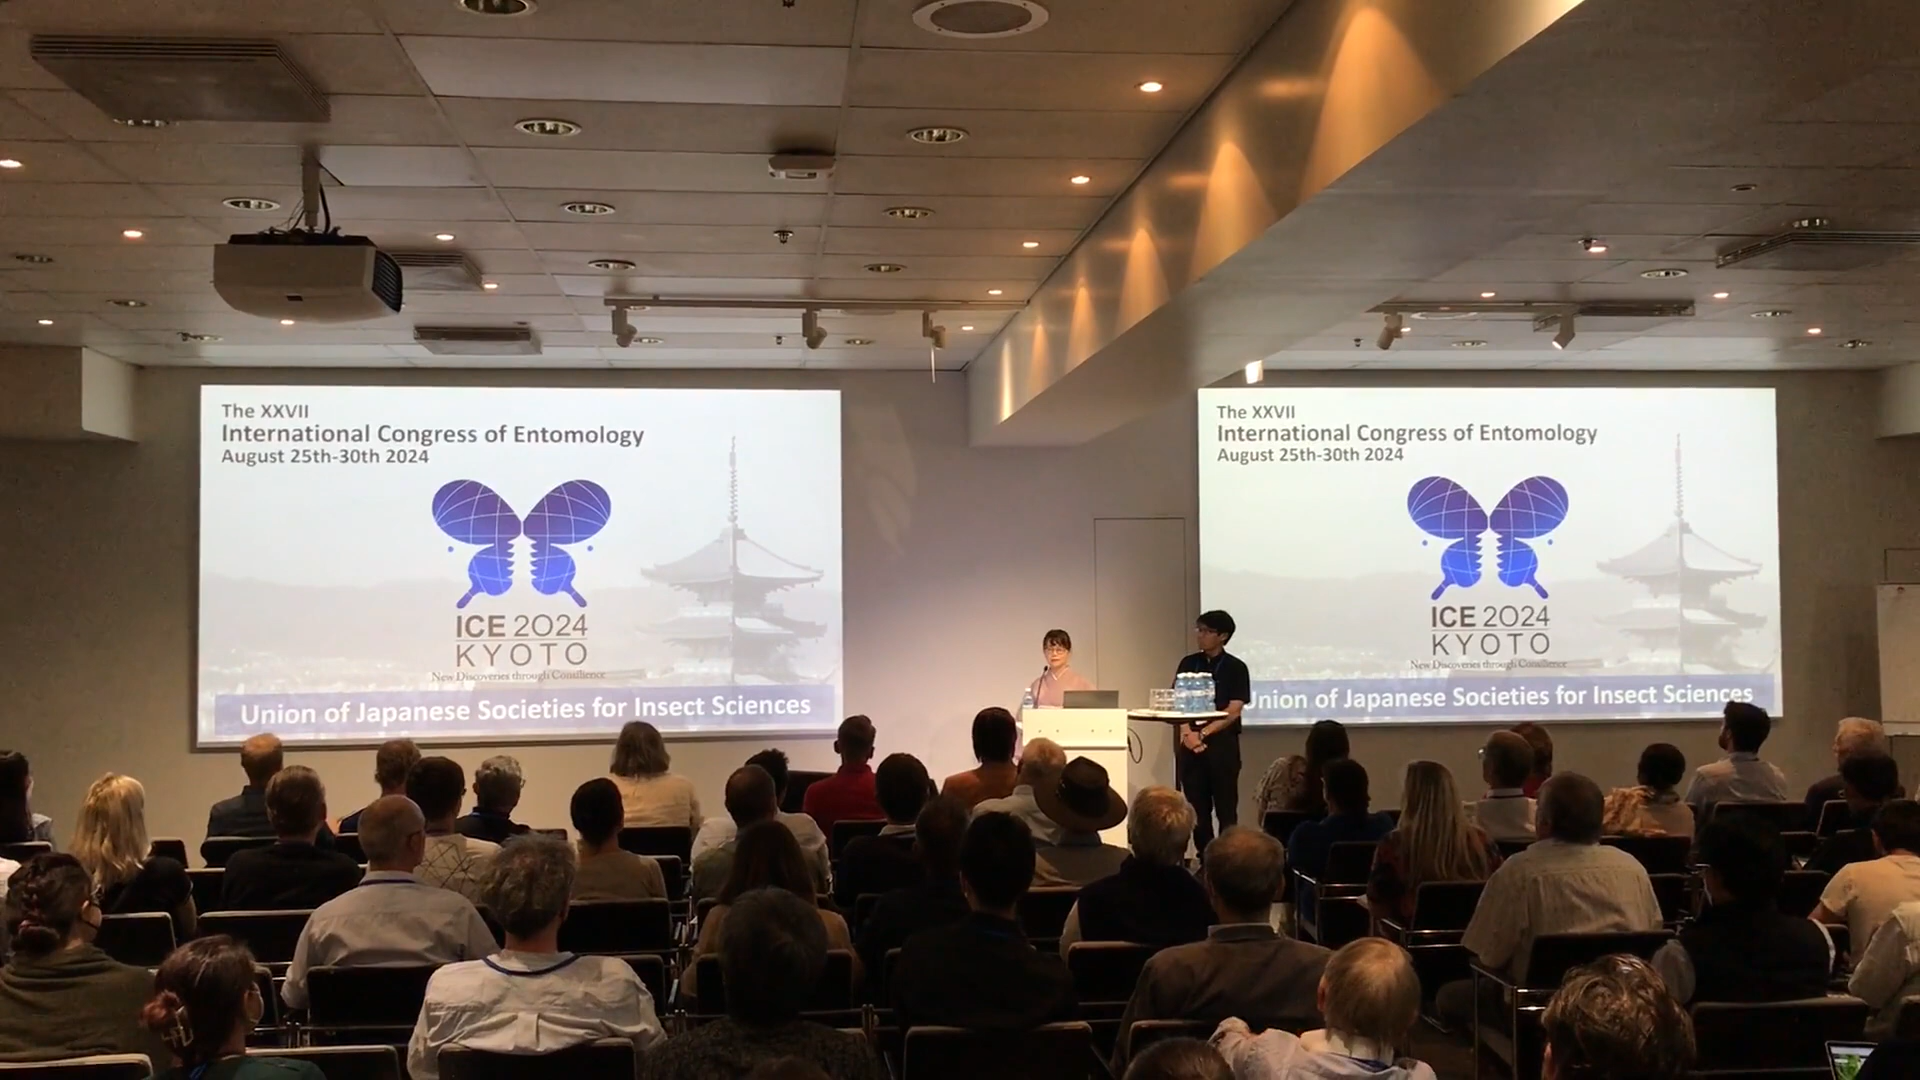 The XXVII
International Congress of Entomology
August 25th-30th 2024
ICE 2024
KYOTO
New Discoveries through Consilience
Union of Japanese Societies for Insect Sciences
The XXVII
International Congress of Entomology
August 25th-30th 2024
ICE 2024
KYOTO
New Discoveries through Consilience
Union of Japanese Societies for Insect Sciences